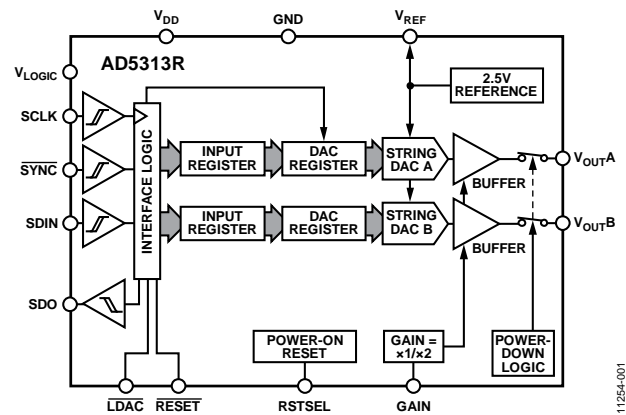 VDD
GND
VREF
AD5313R
VLOGIC
2.5V
REFERENCE
SCLK
SYNC
SDIN
SDO
INTERFACE LOGIC
INPUT
REGISTER
DAC
REGISTER
STRING
DAC A
BUFFER
VOUTA
INPUT
REGISTER
DAC
REGISTER
STRING
DAC B
BUFFER
VOUTB
POWER-ON
RESET
GAIN =
×1/×2
POWER-
DOWN
LOGIC
LDAC
RESET
RSTSEL
GAIN
11254-001